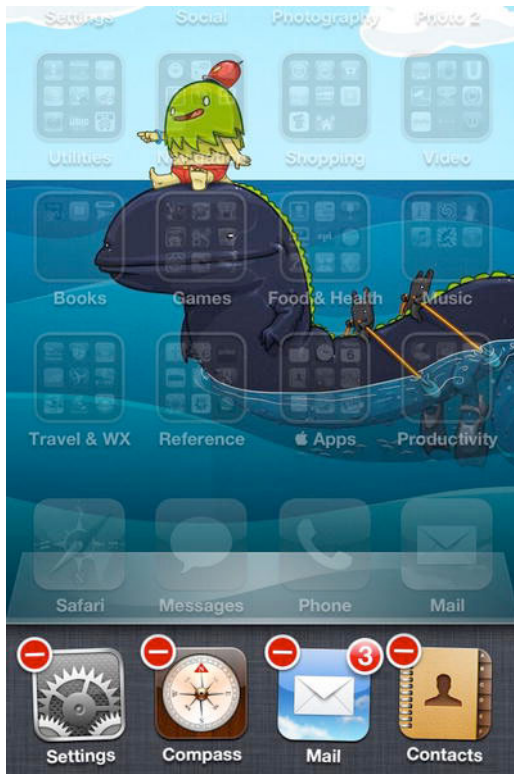 Settings Social Photography Photo 2
Utilities Navigation Shopping Video
Books Games Food & Health Music
Travel & WX Reference Apps Productivity
Safari Messages Phone Mail
3
Settings Compass Mail Contacts